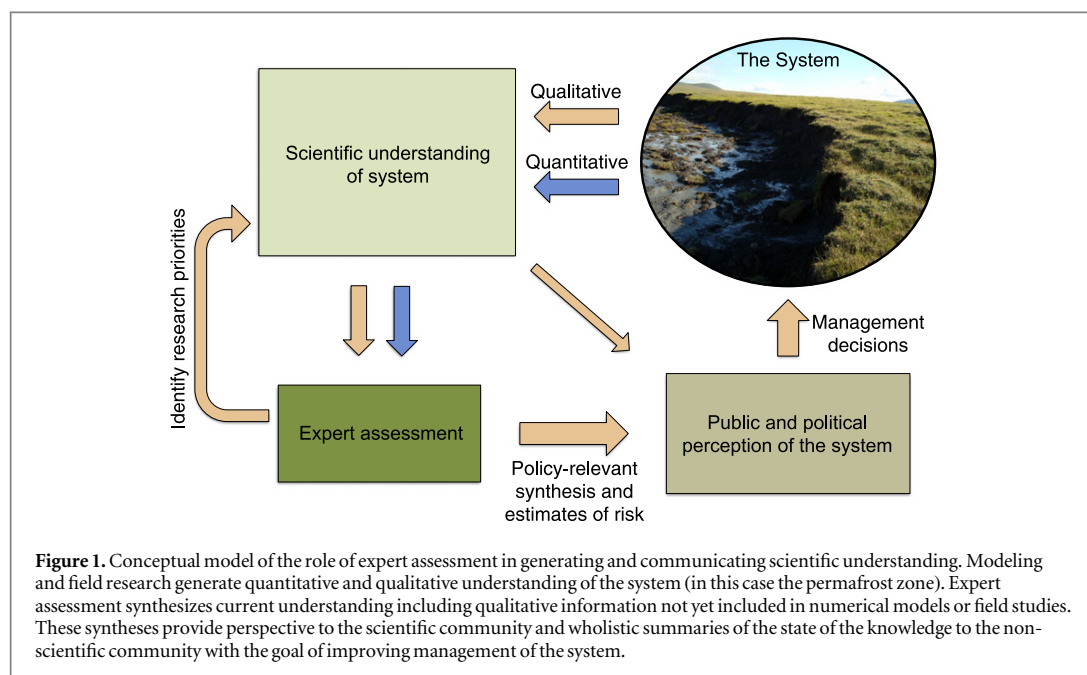 The System
Qualitative
Quantitative
Scientific understanding
of system
Identify research priorities
Management
decisions
Expert assessment
Public and political
perception of the system
Policy-relevant
synthesis and
estimates of risk
Figure 1. Conceptual model of the role of expert assessment in generating and communicating scientific understanding. Modeling
and field research generate quantitative and qualitative understanding of the system (in this case the permafrost zone). Expert
assessment synthesizes current understanding including qualitative information not yet included in numerical models or field studies.
These syntheses provide perspective to the scientific community and wholistic summaries of the state of the knowledge to the non-
scientific community with the goal of improving management of the system.